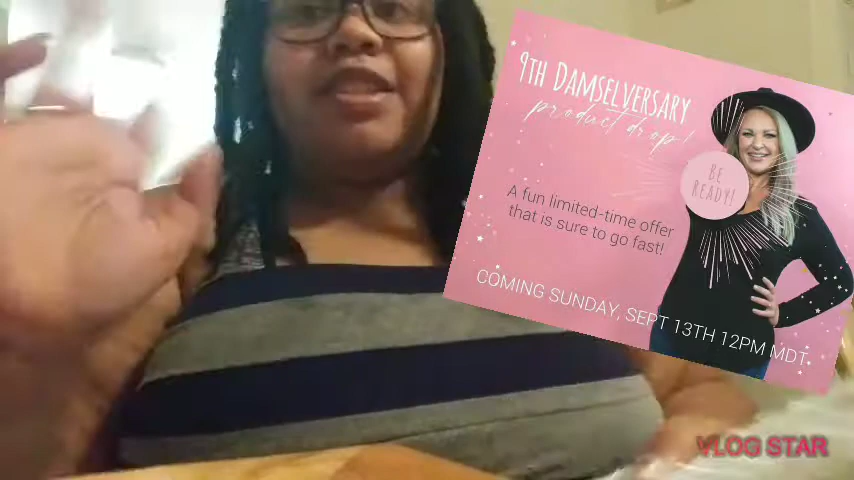 9TH DAMSELVERSARY
product drop!
BE
READY!
A fun limited-time offer
that is sure to go fast!
COMING SUNDAY, SEPT 13TH 12PM MDT
VLOG STAR